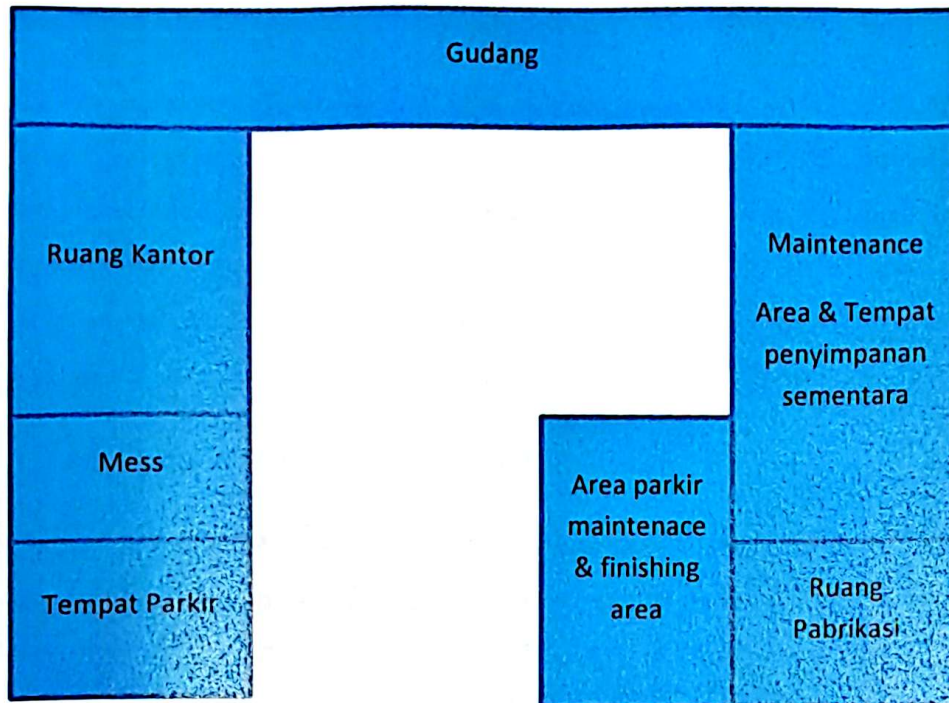 Gudang
Ruang Kantor
Mess
Tempat Parkir
Maintenance
Area & Tempat
penyimpanan
sementara
Area parkir
maintenace
& finishing
area
Ruang
Pabrikasi